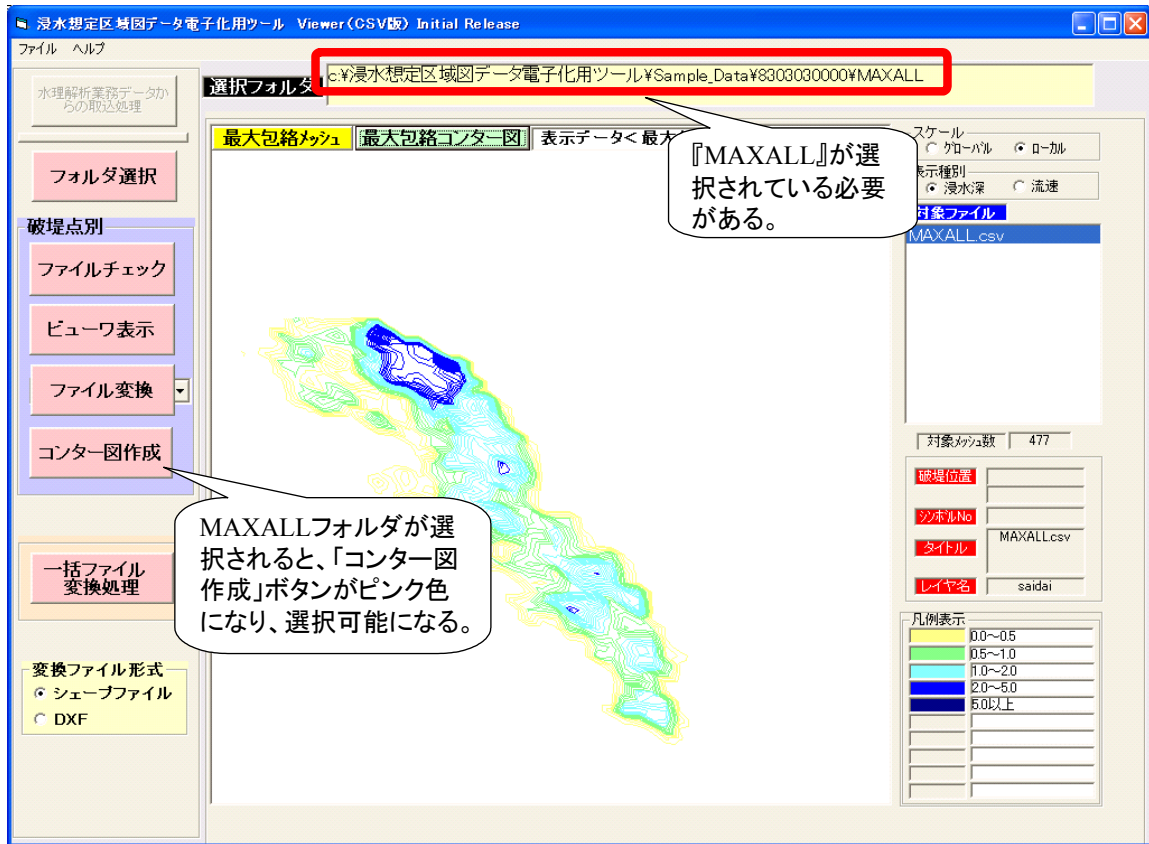 浸水想定区域図データ電子化用ツール Viewer(CSV版) Initial Release
ファイル ヘルプ
水理解析業務データか
らの取込処理
選択フォルダ
c:¥浸水想定区域図データ電子化用ツール¥Sample_Data¥8303030000¥MAXALL
フォルダ選択
破堤点別
ファイルチェック
ビューワ表示
ファイル変換
コンター図作成
一括ファイル
変換処理
変換ファイル形式
シェープファイル
DXF
最大包絡メッシュ
最大包絡コンター図
表示データ< 最大
『MAXALL』が選
択されている必要
がある。
MAXALLフォルダが選
択されると、「コンター図
作成」ボタンがピンク色
になり、選択可能になる。
スケール
グローバル ローカル
表示種別
浸水深 流速
対象ファイル
MAXALL.csv
対象メッシュ数 477
破堤位置
シンボルNo
タイトル MAXALL.csv
レイヤ名 saidai
凡例表示
0.0～0.5
0.5～1.0
1.0～2.0
2.0～5.0
5.0以上